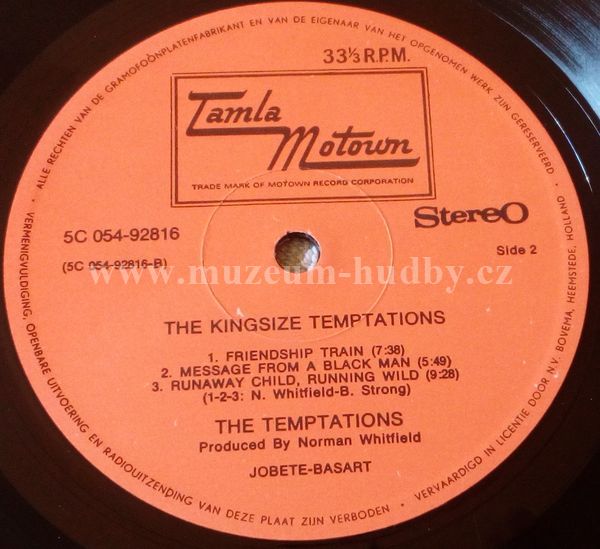 ALLE RECHTEN VAN DE GRAMOFOONPLATENFABRIKANT EN VAN DE EIGENAAR VAN HET OPGENOMEN WERK ZIJN GERESERVEERD.
33⅓ R.P.M.
Tamla
Motown
TRADE MARK OF MOTOWN RECORD CORPORATION
5C 054-92816
Stereo
(5C 054-92816-B)
Side 2
www.muzeum-hudby.cz
THE KINGSIZE TEMPTATIONS
1. FRIENDSHIP TRAIN (7:38)
2. MESSAGE FROM A BLACK MAN (5:49)
3. RUNAWAY CHILD, RUNNING WILD (9:28)
(1-2-3: N. Whitfield-B. Strong)
THE TEMPTATIONS
Produced By Norman Whitfield
JOBETE-BASART
VERMENIGVULDIGING, OPENBARE UITVOERING EN RADIOUITZENDING VAN DEZE PLAAT ZIJN VERBODEN
VERVAARDIGD IN LICENTIE DOOR N.V. BOVEMA, HEEMSTEDE, HOLLAND